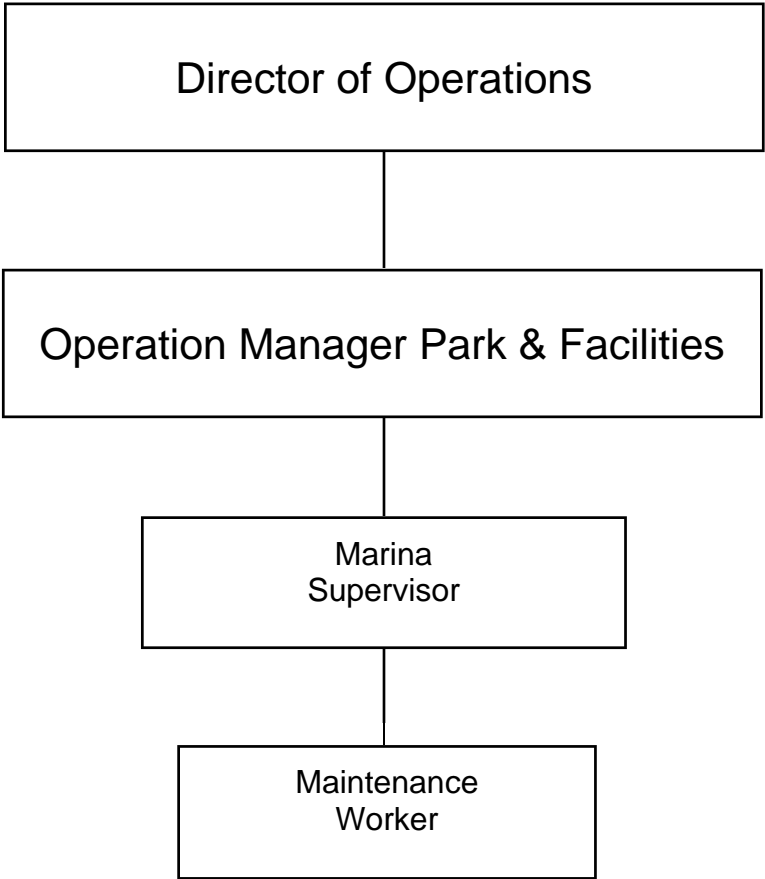 Director of Operations
Operation Manager Park & Facilities
Marina
Supervisor
Maintenance
Worker